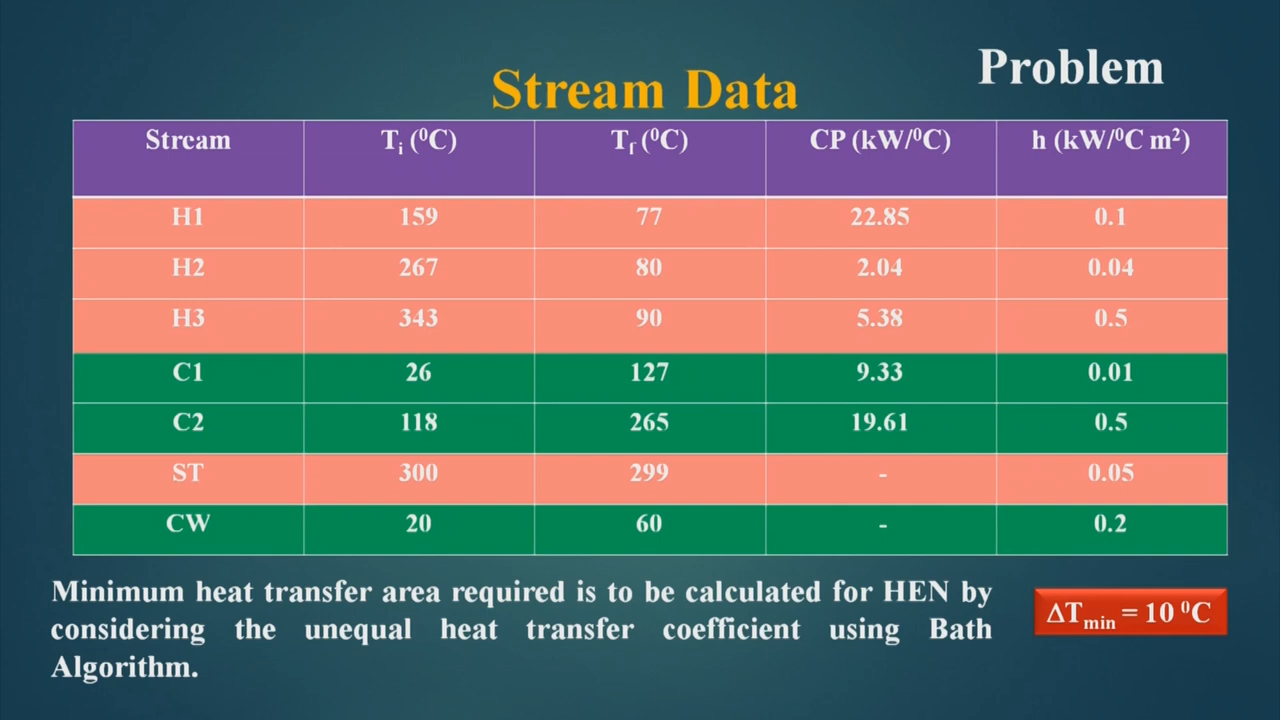 Problem
Stream Data
Stream Tᵢ (⁰C) T_f (⁰C) CP (kW/⁰C) h (kW/⁰C m²)
H1 159 77 22.85 0.1
H2 267 80 2.04 0.04
H3 343 90 5.38 0.5
C1 26 127 9.33 0.01
C2 118 265 19.61 0.5
ST 300 299 - 0.05
CW 20 60 - 0.2
Minimum heat transfer area required is to be calculated for HEN by
considering the unequal heat transfer coefficient using Bath
Algorithm.
ΔT_min = 10 ⁰C